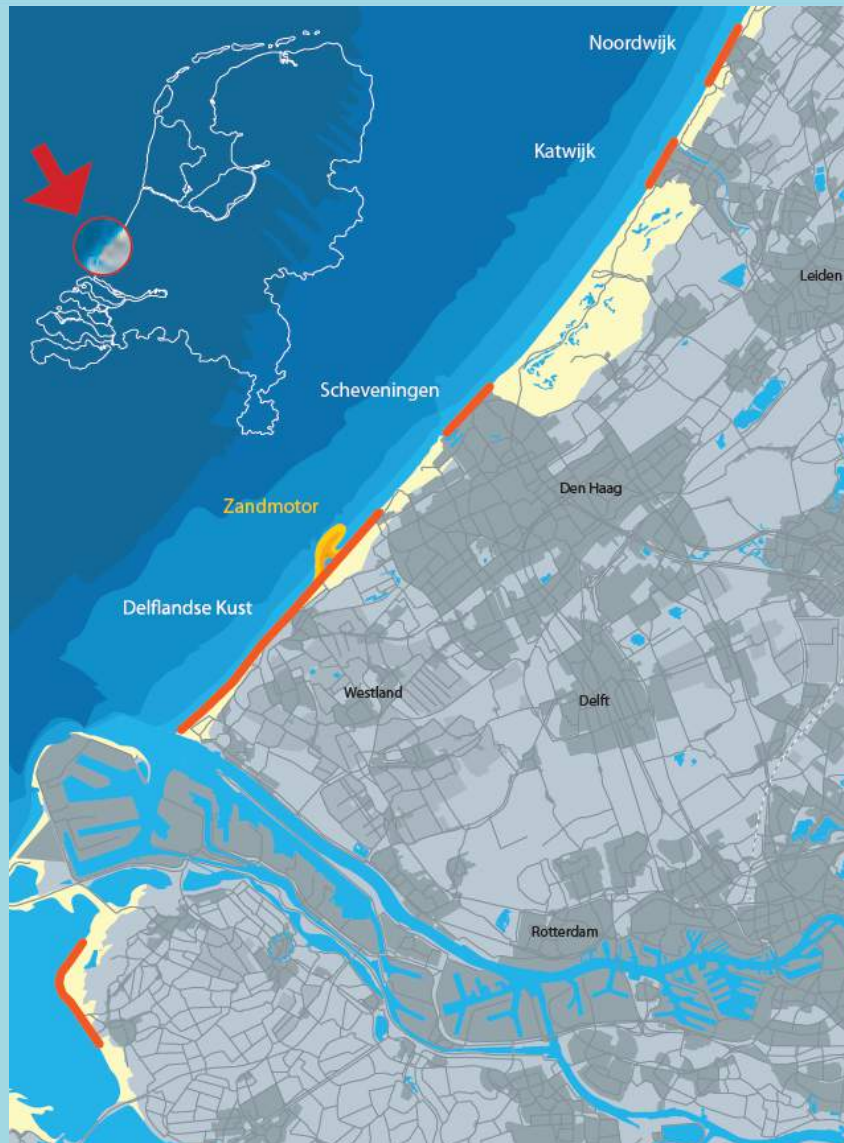 Noordwijk
Katwijk
Leiden
Scheveningen
Den Haag
Zandmotor
Delflandse Kust
Westland
Delft
Rotterdam